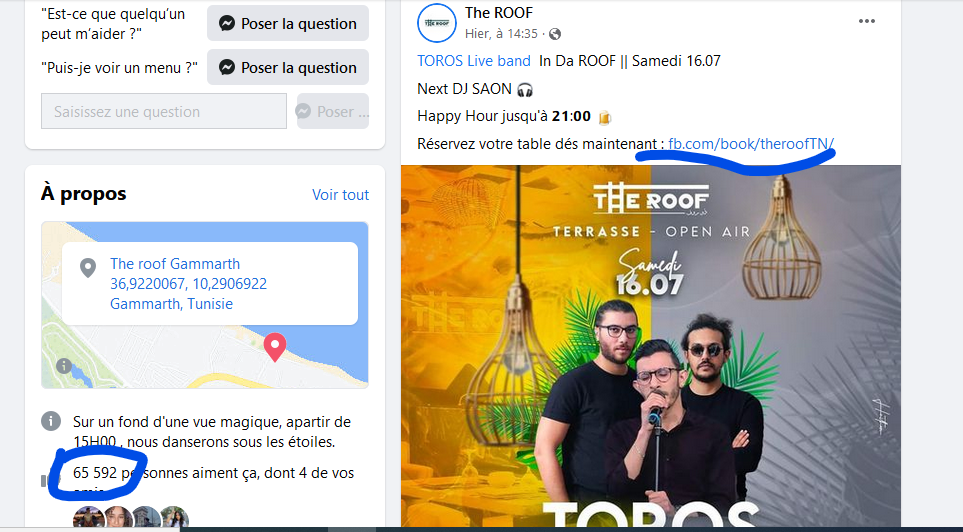 "Est-ce que quelqu'un
peut m'aider ?"
Poser la question
"Puis-je voir un menu ?"
Poser la question
Saisissez une question
Poser ...
À propos
Voir tout
The roof Gammarth
36,9220067, 10,2906922
Gammarth, Tunisie
Sur un fond d'une vue magique, apartir de
15H00 , nous danserons sous les étoiles.
65 592 personnes aiment ça, dont 4 de vos
amis
The ROOF
Hier, à 14:35 ·
TOROS Live band In Da ROOF || Samedi 16.07
Next DJ SAON 🎧
Happy Hour jusqu'à 21:00 🍺
Réservez votre table dés maintenant : fb.com/book/theroofTN/
THE ROOF
TERRASSE - OPEN AIR
Samedi
16.07
THE ROOF
TOROS